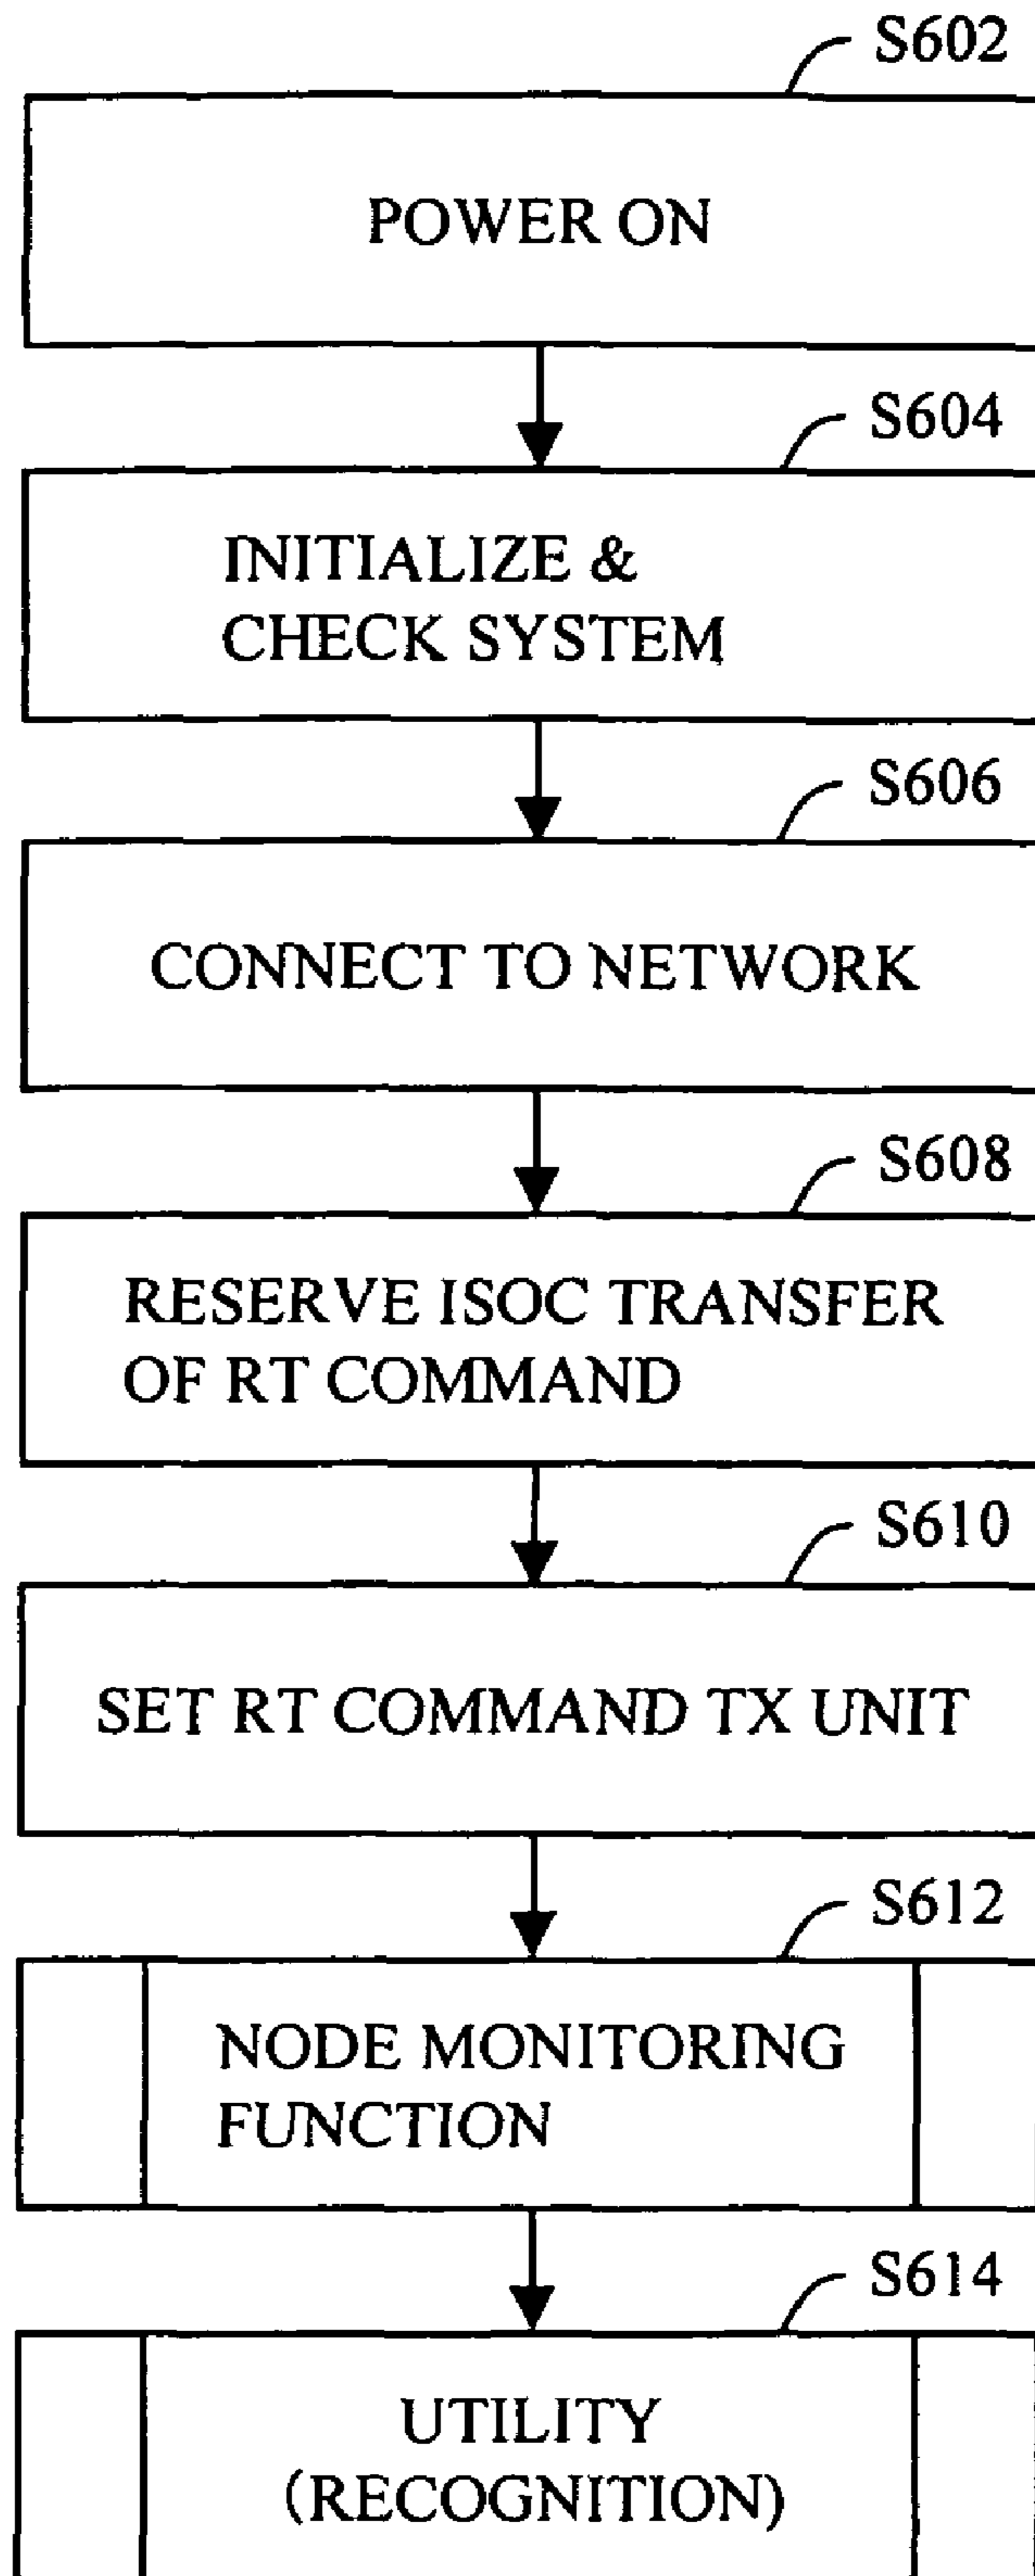 S602
POWER ON
S604
INITIALIZE &
CHECK SYSTEM
S606
CONNECT TO NETWORK
S608
RESERVE ISOC TRANSFER
OF RT COMMAND
S610
SET RT COMMAND TX UNIT
S612
NODE MONITORING
FUNCTION
S614
UTILITY
(RECOGNITION)